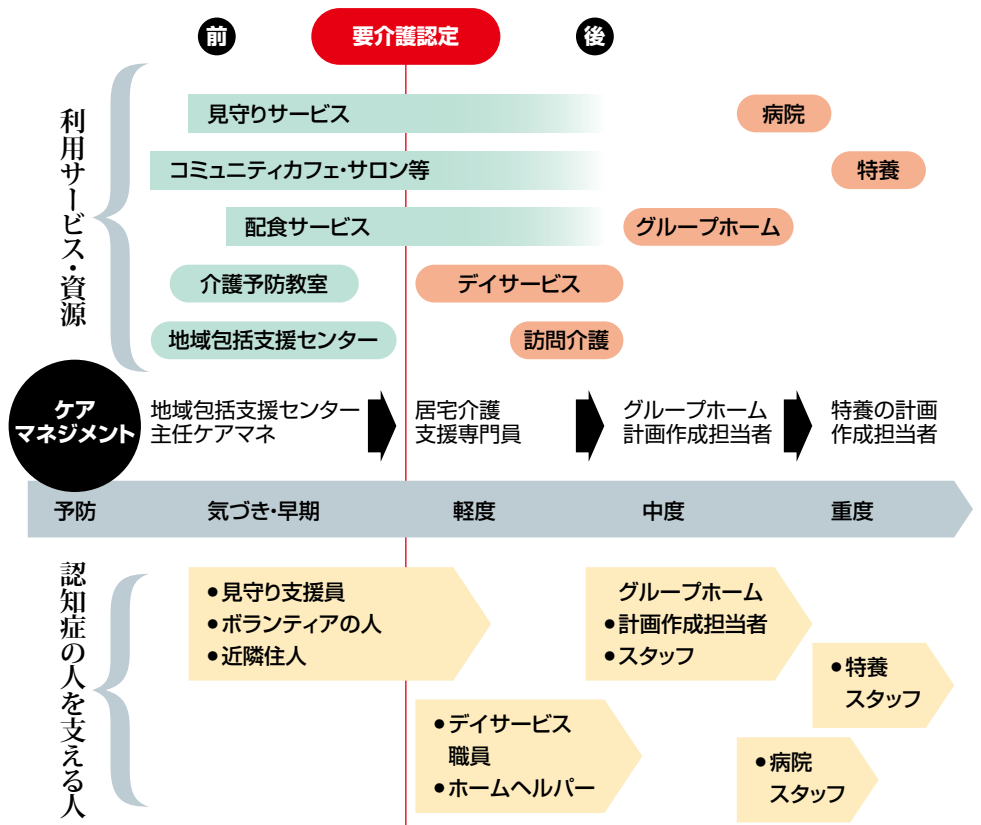 前
要介護認定
後
利用サービス・資源
見守りサービス
病院
コミュニティカフェ・サロン等
特養
配食サービス
グループホーム
介護予防教室
デイサービス
地域包括支援センター
訪問介護
ケア
マネジメント
地域包括支援センター
主任ケアマネ
居宅介護
支援専門員
グループホーム
計画作成担当者
特養の計画
作成担当者
予防
気づき・早期
軽度
中度
重度
認知症の人を支える人
●見守り支援員
●ボランティアの人
●近隣住人
グループホーム
●計画作成担当者
●スタッフ
●特養
スタッフ
●デイサービス
職員
●ホームヘルパー
●病院
スタッフ